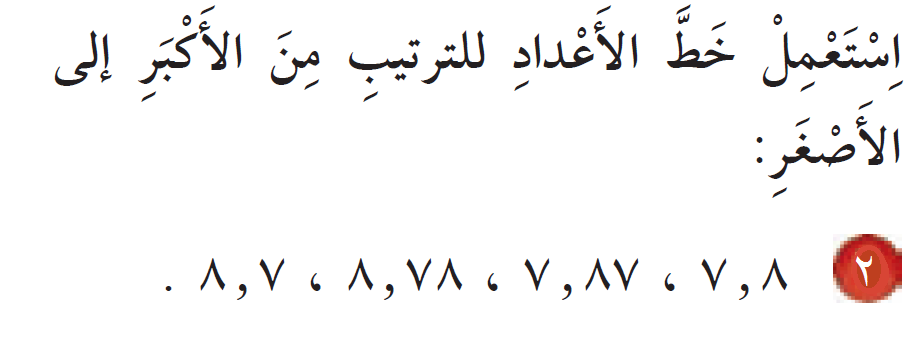 اِسْتَعْمِلْ خَطَّ الأَعْدادِ للترتيبِ مِنَ الأَكْبَرِ إلى
الأَصْغَرِ:
٢ ٧,٨ ، ٧,٨٧ ، ٨,٧٨ ، ٨,٧ .